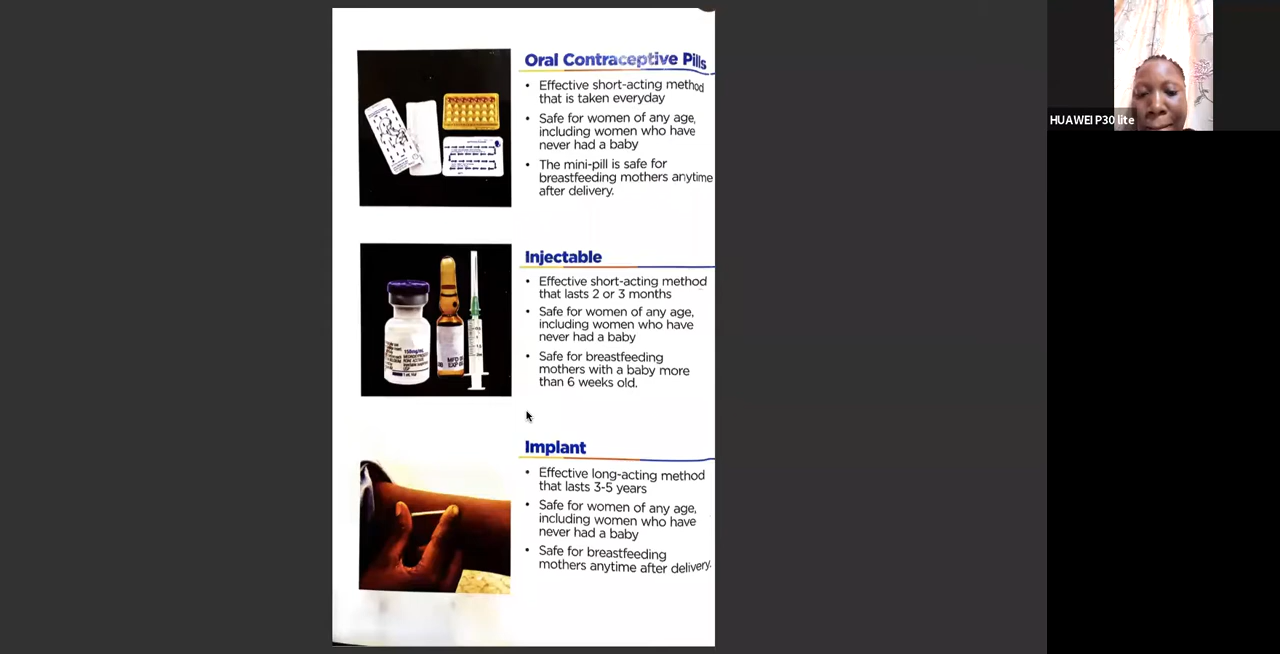 Oral Contraceptive Pills
• Effective short-acting method
that is taken everyday
• Safe for women of any age,
including women who have
never had a baby
• The mini-pill is safe for
breastfeeding mothers anytime
after delivery.
Injectable
• Effective short-acting method
that lasts 2 or 3 months
• Safe for women of any age,
including women who have
never had a baby
• Safe for breastfeeding
mothers with a baby more
than 6 weeks old.
150mg/mL
MFD
EXP
Implant
• Effective long-acting method
that lasts 3-5 years
• Safe for women of any age,
including women who have
never had a baby
• Safe for breastfeeding
mothers anytime after delivery.
HUAWEI P30 lite